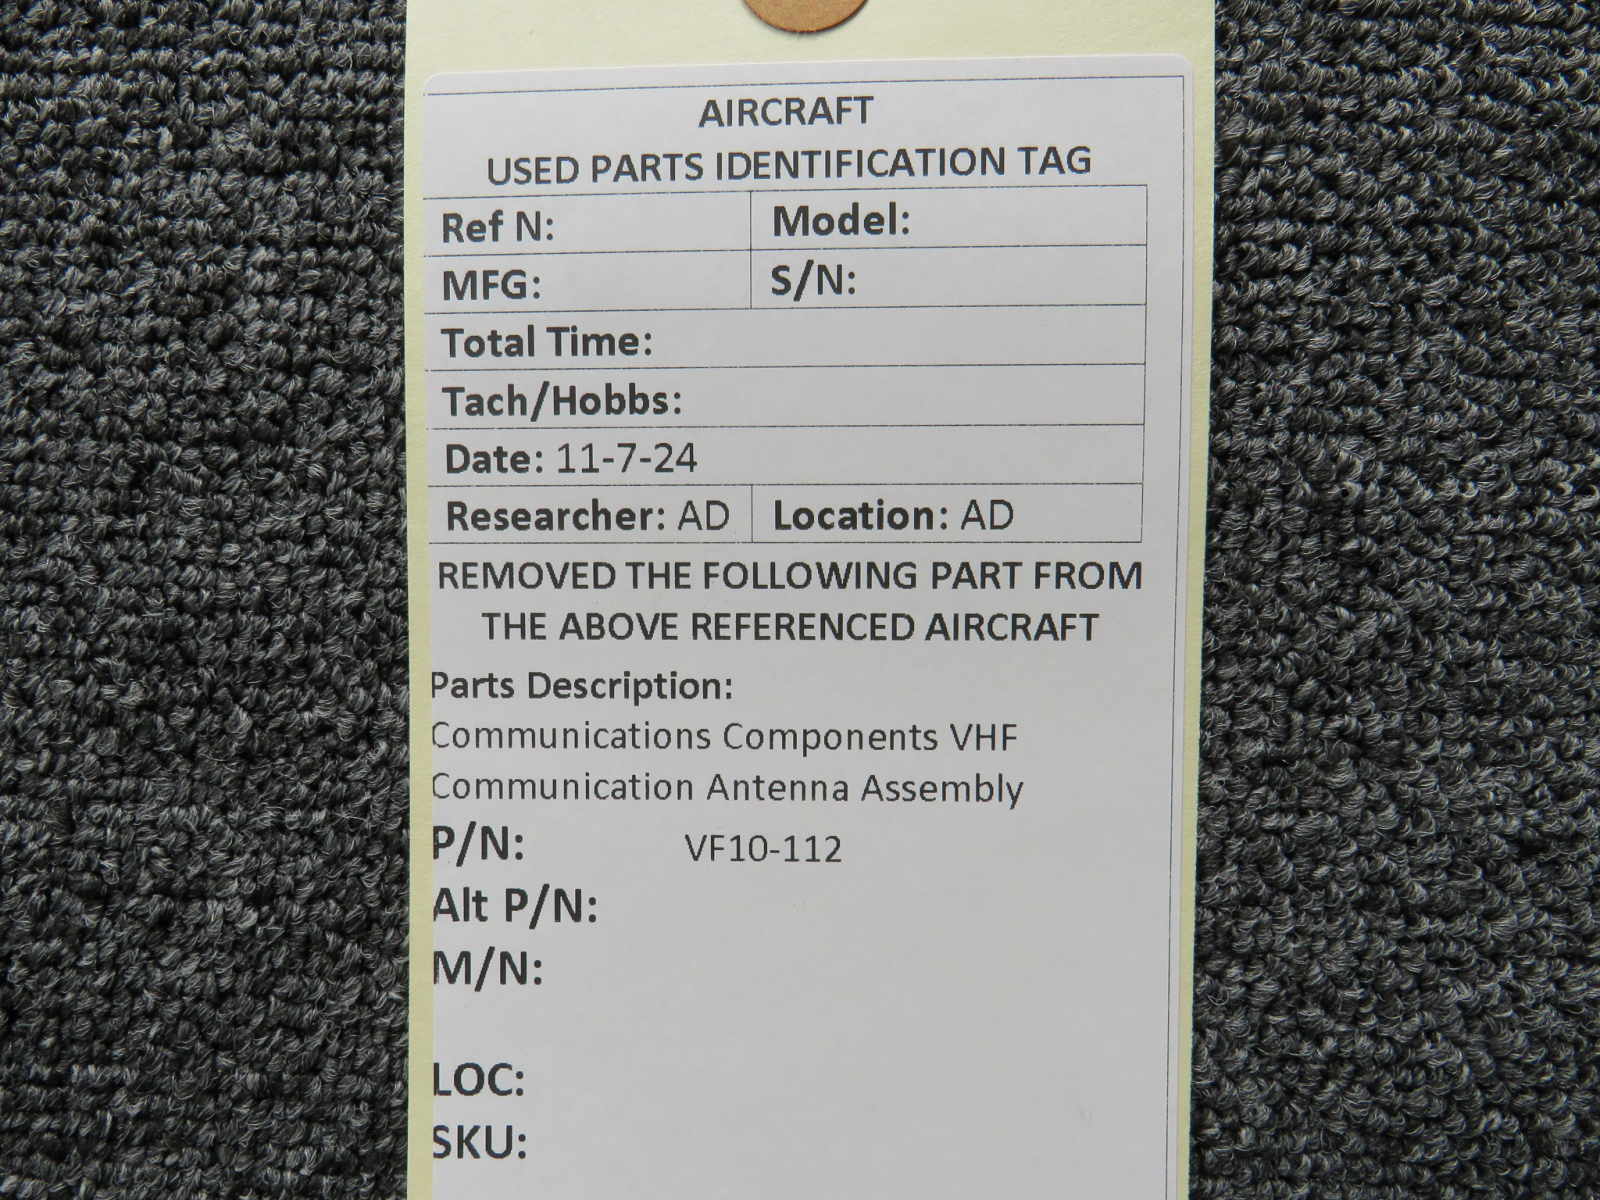 AIRCRAFT
USED PARTS IDENTIFICATION TAG
Ref N: Model:
MFG: S/N:
Total Time:
Tach/Hobbs:
Date: 11-7-24
Researcher: AD Location: AD
REMOVED THE FOLLOWING PART FROM
THE ABOVE REFERENCED AIRCRAFT
Parts Description:
Communications Components VHF
Communication Antenna Assembly
P/N: VF10-112
Alt P/N:
M/N:
LOC:
SKU: